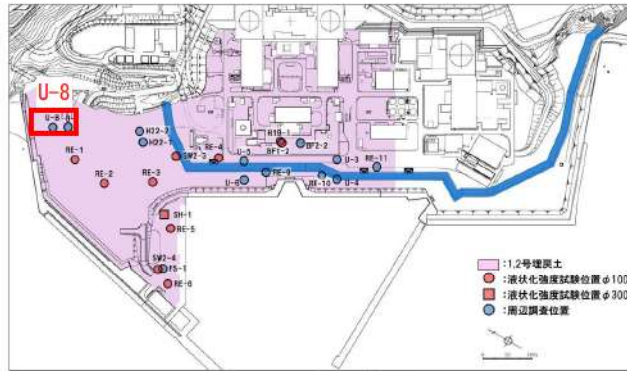 U-8
U-8
H22-2
H22-1
RE-1
RE-2
RE-3
SW2-3
RE-4
H19-1
BF1-2
BF2-2
U-5
U-3
RE-11
RE-9
U-6
RE-10
U-4
SH-1
RE-5
SW2-4
RE-6
:1,2号埋戻土
:液状化強度試験位置φ100
:液状化強度試験位置φ300
:周辺調査位置